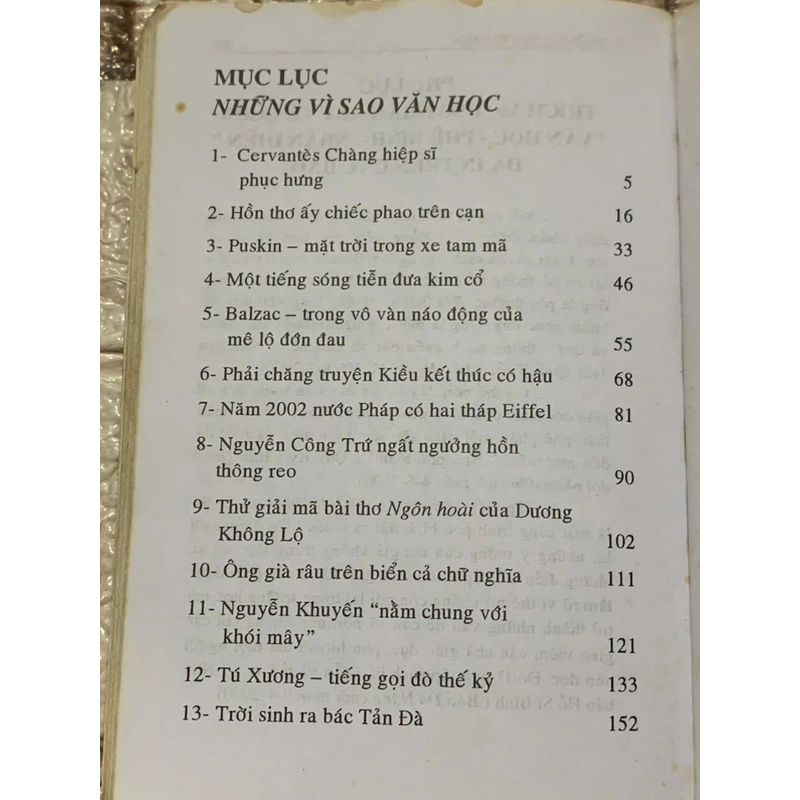 MỤC LỤC
NHỮNG VÌ SAO VĂN HỌC
1- Cervantès Chàng hiệp sĩ
phục hưng 5
2- Hồn thơ ấy chiếc phao trên cạn 16
3- Puskin – mặt trời trong xe tam mã 33
4- Một tiếng sóng tiễn đưa kim cổ 46
5- Balzac – trong vô vàn náo động của
mê lộ đớn đau 55
6- Phải chăng truyện Kiều kết thúc có hậu 68
7- Năm 2002 nước Pháp có hai tháp Eiffel 81
8- Nguyễn Công Trứ ngất ngưởng hồn
thông reo 90
9- Thử giải mã bài thơ Ngôn hoài của Dương
Không Lộ 102
10- Ông già râu trên biển cả chữ nghĩa 111
11- Nguyễn Khuyến “nằm chung với
khói mây” 121
12- Tú Xương – tiếng gọi đò thế kỷ 133
13- Trời sinh ra bác Tản Đà 152